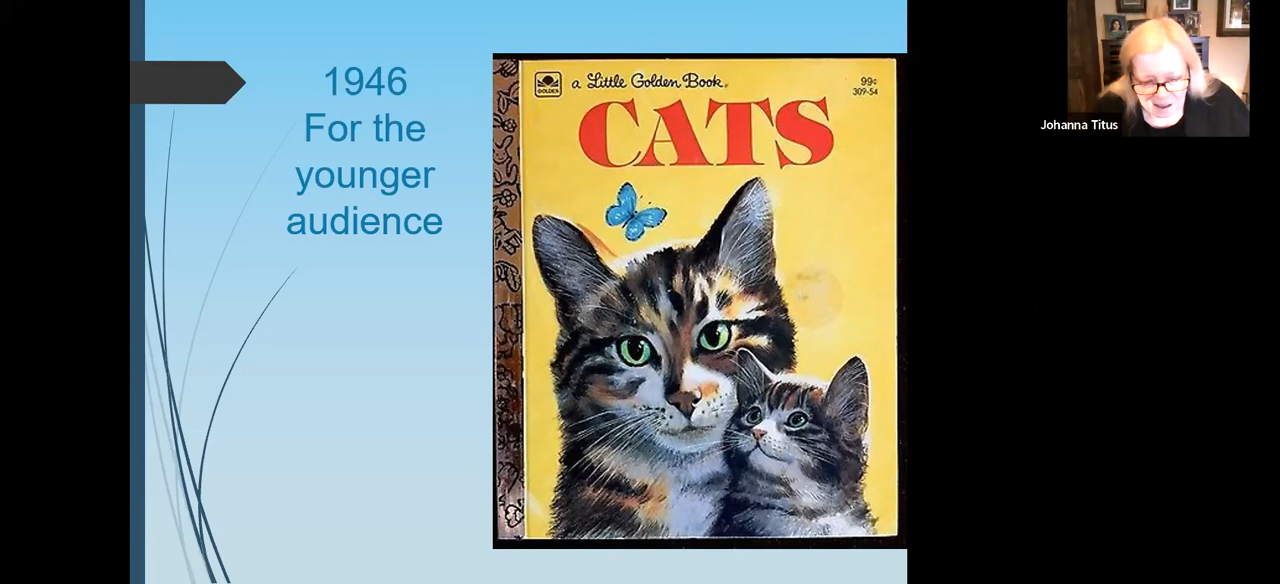 1946
For the
younger
audience
GOLDEN
a Little Golden Book®
99¢
309-54
CATS
Johanna Titus